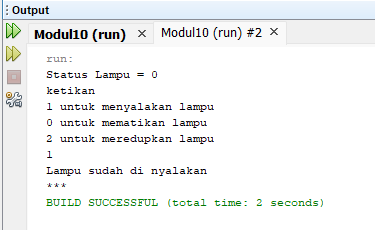 Output
Modul10 (run) × Modul10 (run) #2 ×
run:
Status Lampu = 0
ketikan
1 untuk menyalakan lampu
0 untuk mematikan lampu
2 untuk meredupkan lampu
1
Lampu sudah di nyalakan
***
BUILD SUCCESSFUL (total time: 2 seconds)